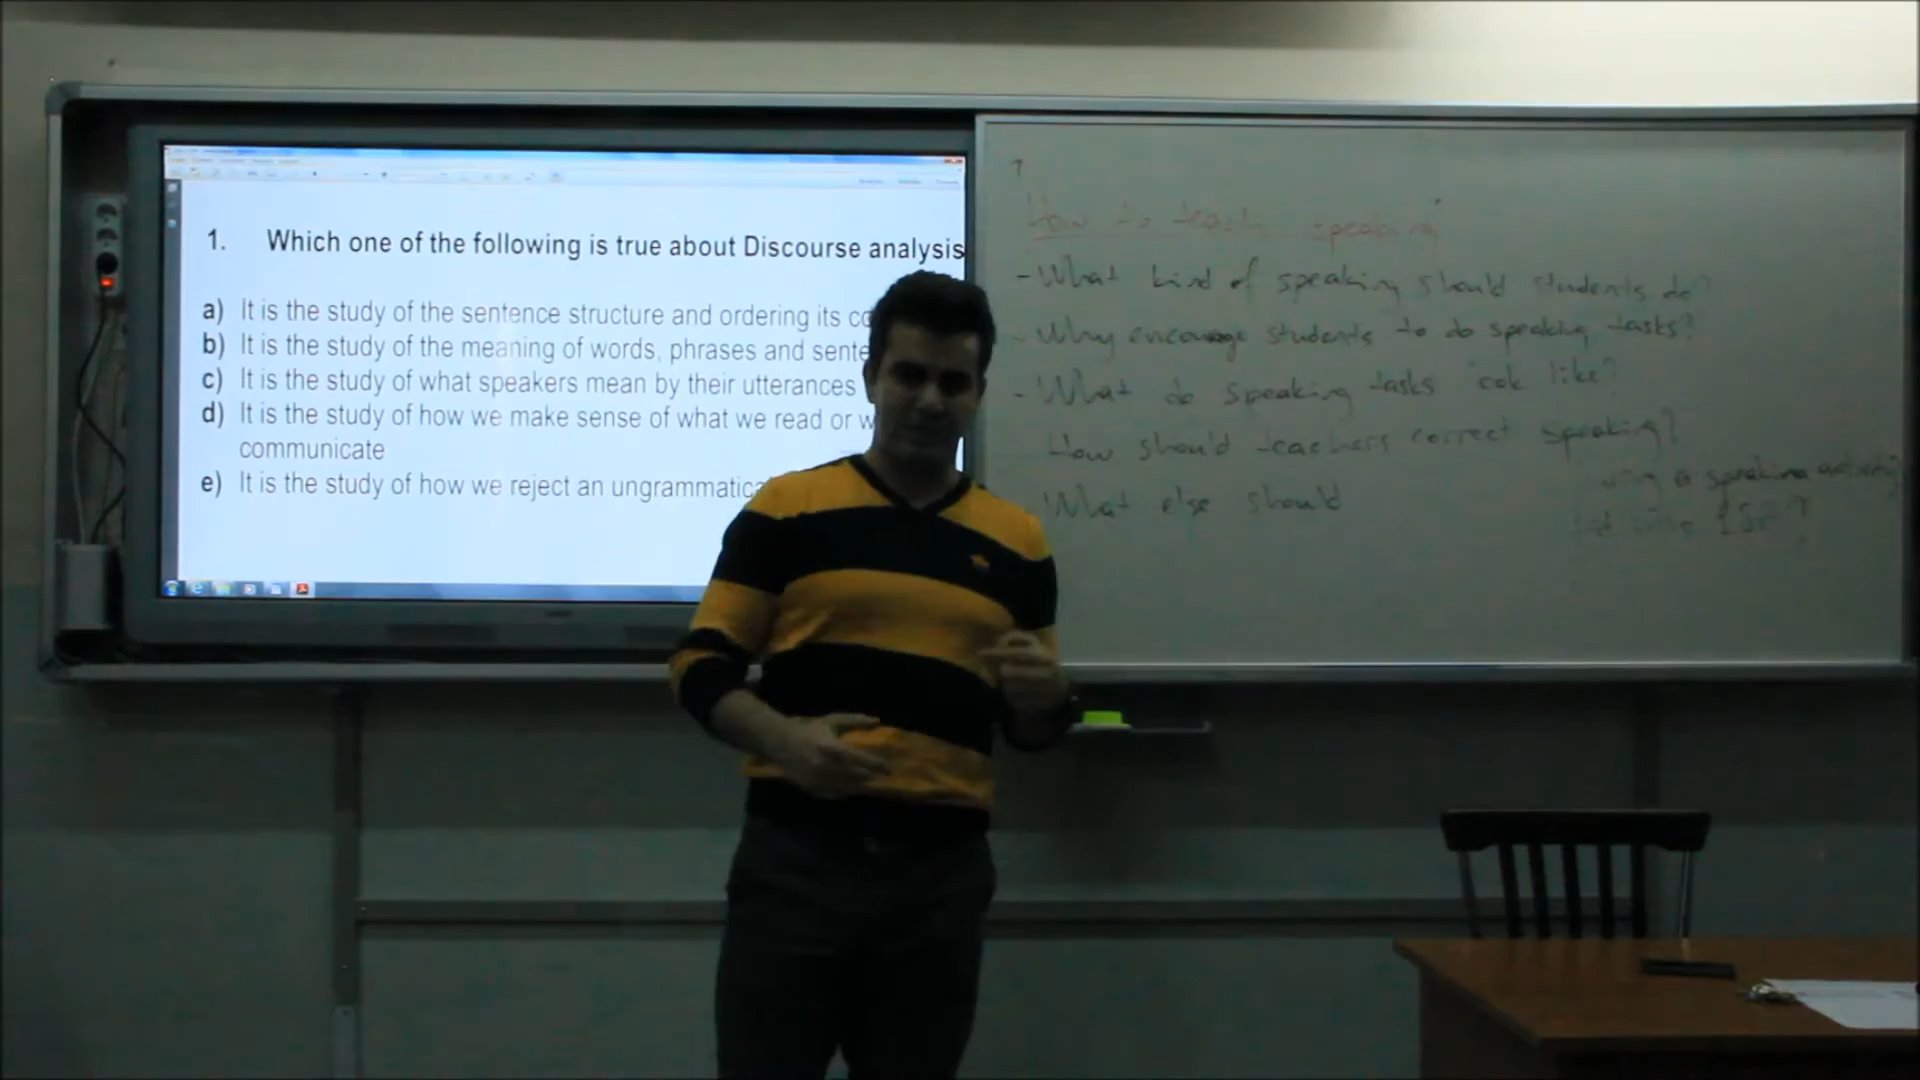 1. Which one of the following is true about Discourse analysis
a) It is the study of the sentence structure and ordering its
b) It is the study of the meaning of words, phrases and
c) It is the study of what speakers mean by their utterances
d) It is the study of how we make sense of what we read or
communicate
e) It is the study of how we reject an
How to teach speaking
- What kind of speaking should students do?
- Why encourage students to do speaking tasks?
- What do speaking tasks look like?
How should teachers correct speaking?
What else should
a speaking